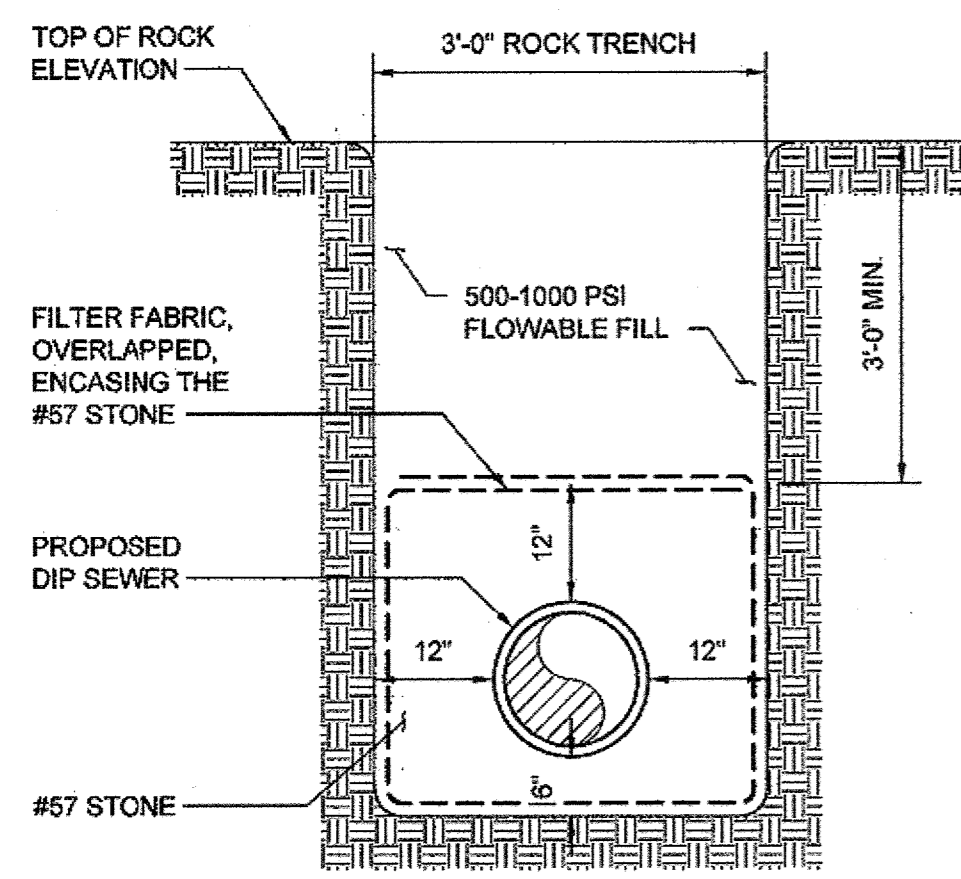 TOP OF ROCK
ELEVATION
3'-0" ROCK TRENCH
500-1000 PSI
FLOWABLE FILL
3'-0" MIN.
FILTER FABRIC,
OVERLAPPED,
ENCASING THE
#57 STONE
12"
PROPOSED
DIP SEWER
12"
12"
6"
#57 STONE